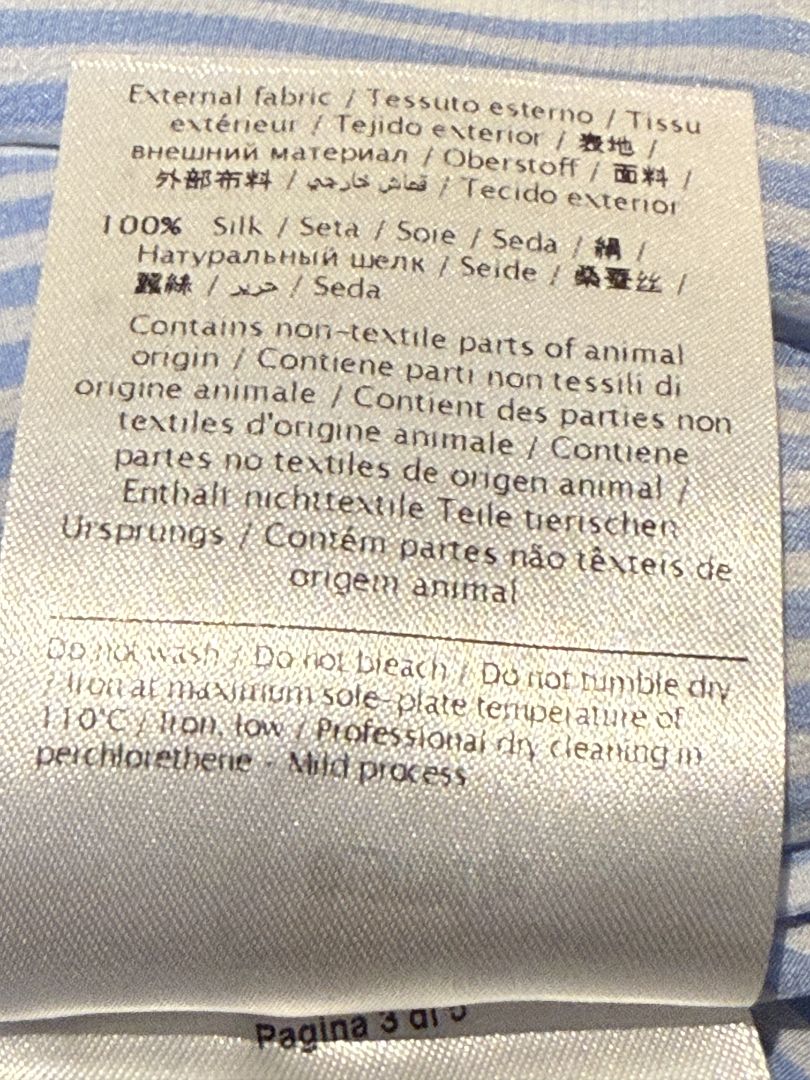 External fabric / Tessuto esterno / Tissu
extérieur / Tejido exterior / 表地 /
внешний материал / Oberstoff / 面料 /
外部布料 / قماش خارجي / Tecido exterior
100% Silk / Seta / Soie / Seda / 絹 /
Натуральный шелк / Seide / 桑蚕丝 /
蠶絲 / حرير / Seda
Contains non-textile parts of animal
origin / Contiene parti non tessili di
origine animale / Contient des parties non
textiles d'origine animale / Contiene
partes no textiles de origen animal /
Enthält nichttextile Teile tierischen
Ursprungs / Contém partes não têxteis de
origem animal
Do not wash / Do not bleach / Do not tumble dry
/ Iron at maximum sole-plate temperature of
110°C / Iron, low / Professional dry cleaning in
perchlorethene - Mild process
Pagina 3 di 5